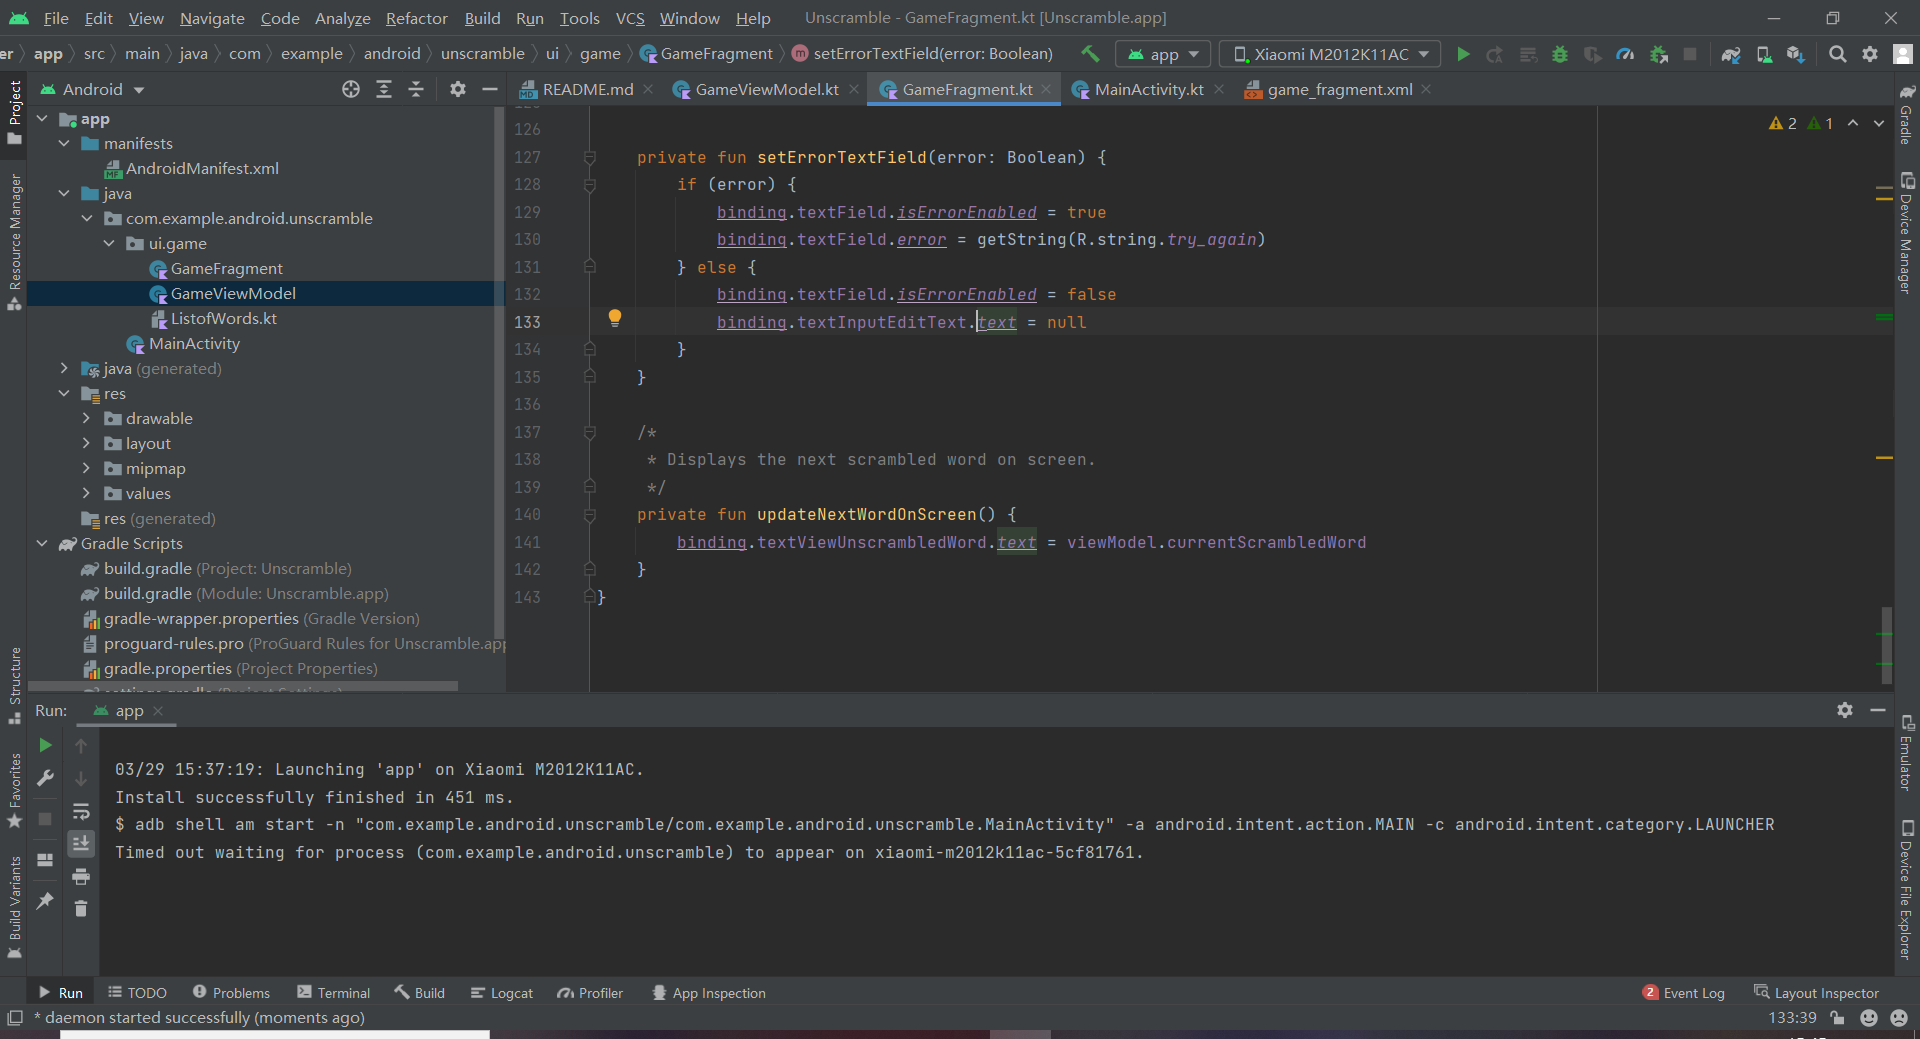 File Edit View Navigate Code Analyze Refactor Build Run Tools VCS Window Help Unscramble - GameFragment.kt [Unscramble.app]
er app src main java com example android unscramble ui game GameFragment m setErrorTextField(error: Boolean) app Xiaomi M2012K11AC
Android
README.md GameViewModel.kt GameFragment.kt MainActivity.kt game_fragment.xml
Project
Resource Manager
Structure
Favorites
Build Variants
app
manifests
AndroidManifest.xml
java
com.example.android.unscramble
ui.game
GameFragment
GameViewModel
ListofWords.kt
MainActivity
java (generated)
res
drawable
layout
mipmap
values
res (generated)
Gradle Scripts
build.gradle (Project: Unscramble)
build.gradle (Module: Unscramble.app)
gradle-wrapper.properties (Gradle Version)
proguard-rules.pro (ProGuard Rules for Unscramble.app
gradle.properties (Project Properties)
settings.gradle (Project Settings)
2 1
126
127 private fun setErrorTextField(error: Boolean) {
128 if (error) {
129 binding.textField.isErrorEnabled = true
130 binding.textField.error = getString(R.string.try_again)
131 } else {
132 binding.textField.isErrorEnabled = false
133 binding.textInputEditText.text = null
134 }
135 }
136
137 /*
138 * Displays the next scrambled word on screen.
139 */
140 private fun updateNextWordOnScreen() {
141 binding.textViewUnscrambledWord.text = viewModel.currentScrambledWord
142 }
143 }
Gradle
Device Manager
Emulator
Device File Explorer
Run: app
03/29 15:37:19: Launching 'app' on Xiaomi M2012K11AC.
Install successfully finished in 451 ms.
$ adb shell am start -n "com.example.android.unscramble/com.example.android.unscramble.MainActivity" -a android.intent.action.MAIN -c android.intent.category.LAUNCHER
Timed out waiting for process (com.example.android.unscramble) to appear on xiaomi-m2012k11ac-5cf81761.
Run TODO Problems Terminal Build Logcat Profiler App Inspection 2 Event Log Layout Inspector
* daemon started successfully (moments ago) 133:39